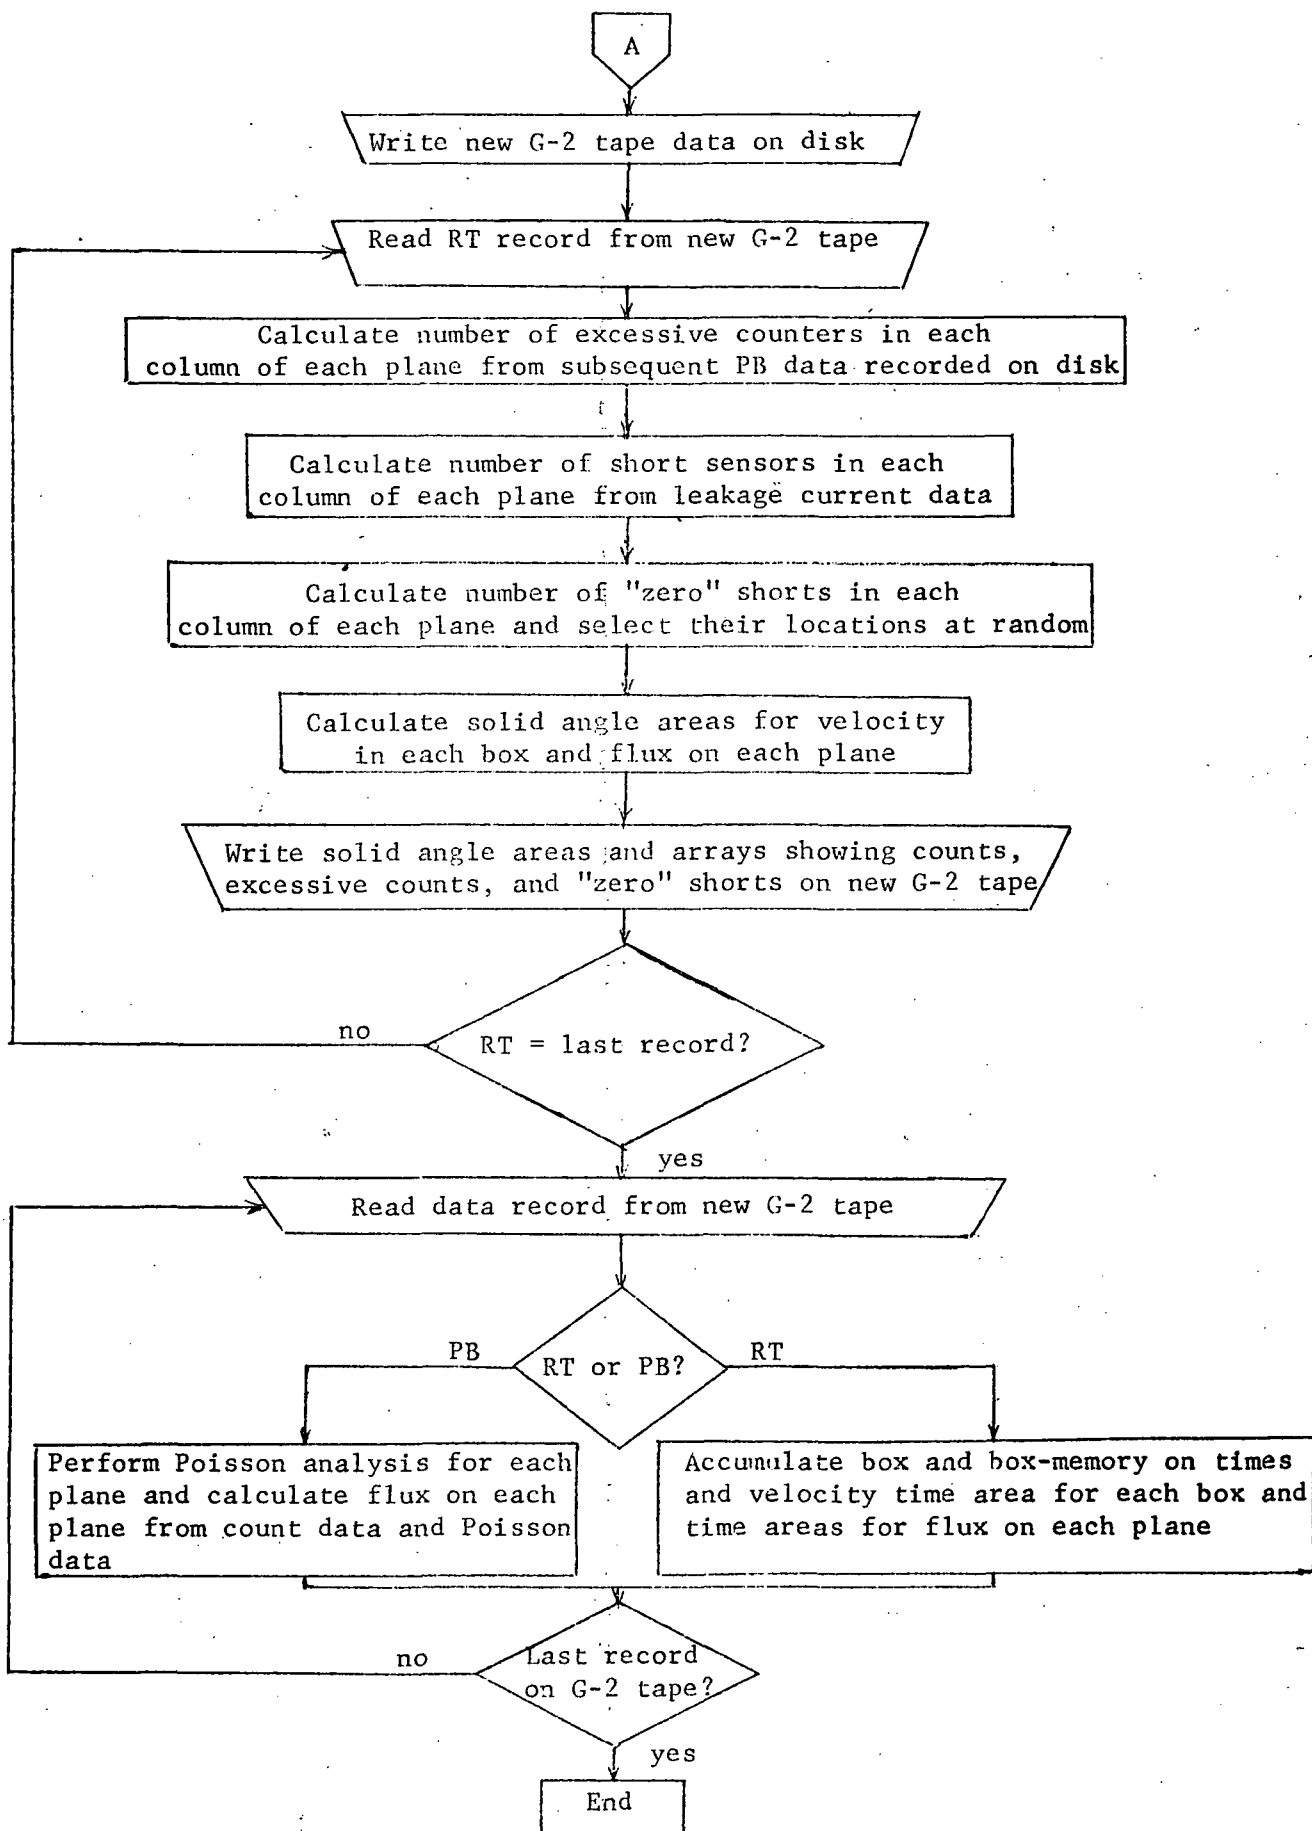 A
Write new G-2 tape data on disk
Read RT record from new G-2 tape
Calculate number of excessive counters in each
column of each plane from subsequent PB data recorded on disk
Calculate number of short sensors in each
column of each plane from leakage current data
Calculate number of "zero" shorts in each
column of each plane and select their locations at random
Calculate solid angle areas for velocity
in each box and flux on each plane
Write solid angle areas and arrays showing counts,
excessive counts, and "zero" shorts on new G-2 tape
no
RT = last record?
yes
Read data record from new G-2 tape
PB
RT or PB?
RT
Perform Poisson analysis for each
plane and calculate flux on each
plane from count data and Poisson
data
Accumulate box and box-memory on times
and velocity time area for each box and
time areas for flux on each plane
no
Last record
on G-2 tape?
yes
End